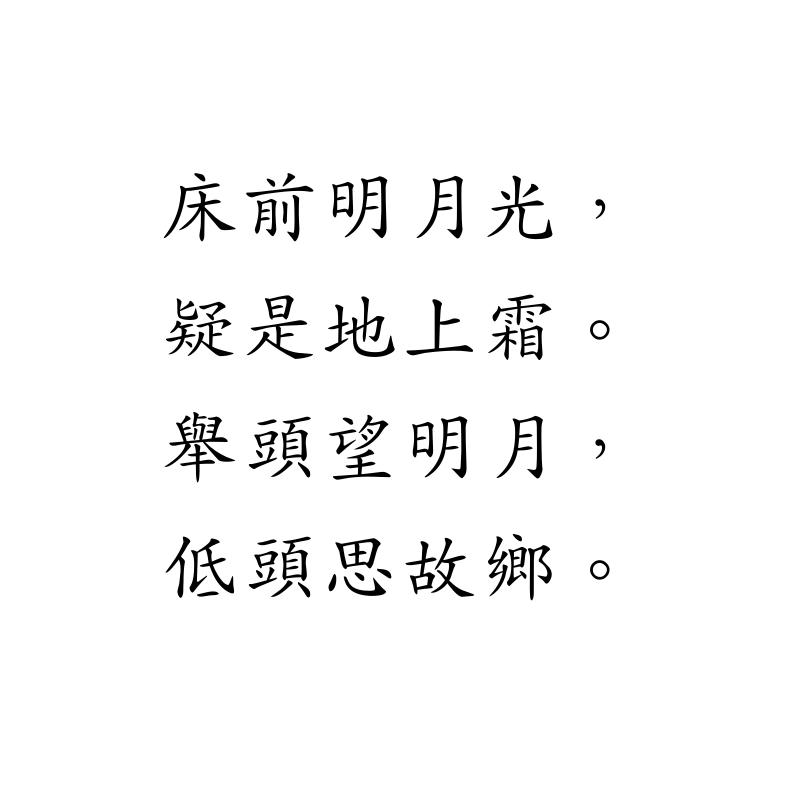 床前明月光，
疑是地上霜。
舉頭望明月，
低頭思故鄉。